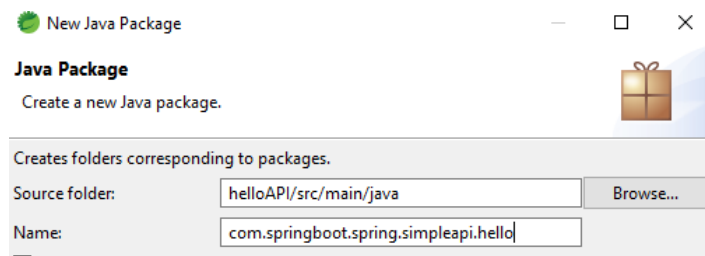 New Java Package
Java Package
Create a new Java package.
Creates folders corresponding to packages.
Source folder: helloAPI/src/main/java Browse...
Name: com.springboot.spring.simpleapi.hello